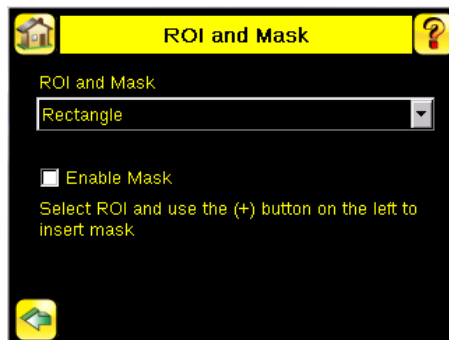 ROI and Mask
ROI and Mask
Rectangle
Enable Mask
Select ROI and use the (+) button on the left to
insert mask